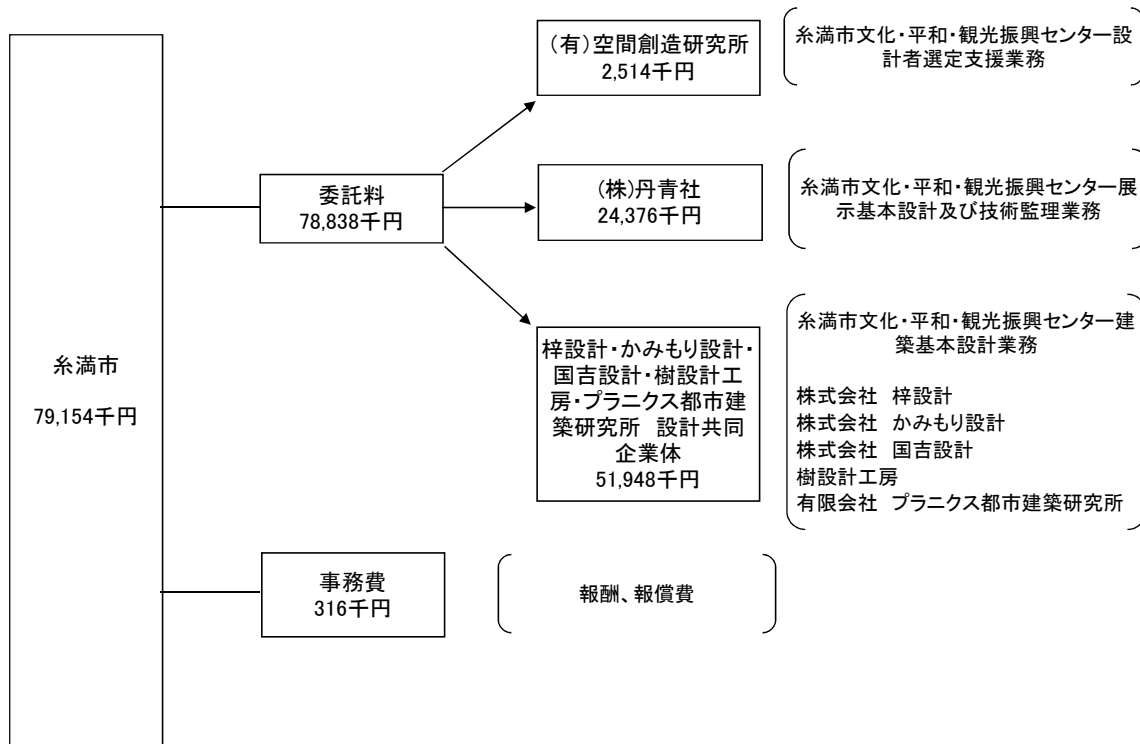 糸満市
79,154千円
委託料
78,838千円
(有)空間創造研究所
2,514千円
糸満市文化・平和・観光振興センター設
計者選定支援業務
(株)丹青社
24,376千円
糸満市文化・平和・観光振興センター展
示基本設計及び技術監理業務
梓設計・かみもり設計・
国吉設計・樹設計工
房・プラニクス都市建
築研究所　設計共同
企業体
51,948千円
糸満市文化・平和・観光振興センター建
築基本設計業務
株式会社　梓設計
株式会社　かみもり設計
株式会社　国吉設計
樹設計工房
有限会社　プラニクス都市建築研究所
事務費
316千円
報酬、報償費